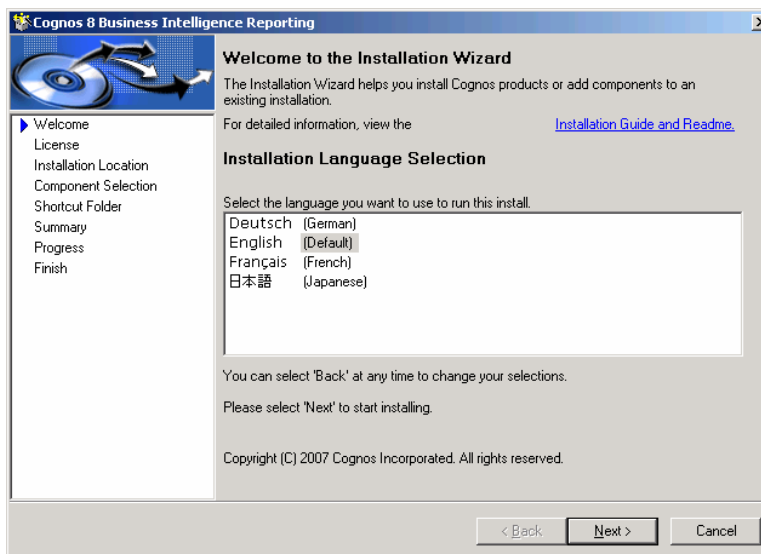 Cognos 8 Business Intelligence Reporting
Welcome
License
Installation Location
Component Selection
Shortcut Folder
Summary
Progress
Finish
Welcome to the Installation Wizard
The Installation Wizard helps you install Cognos products or add components to an
existing installation.
For detailed information, view the Installation Guide and Readme.
Installation Language Selection
Select the language you want to use to run this install.
Deutsch (German)
English (Default)
Français (French)
日本語 (Japanese)
You can select 'Back' at any time to change your selections.
Please select 'Next' to start installing.
Copyright (C) 2007 Cognos Incorporated. All rights reserved.
< Back Next > Cancel